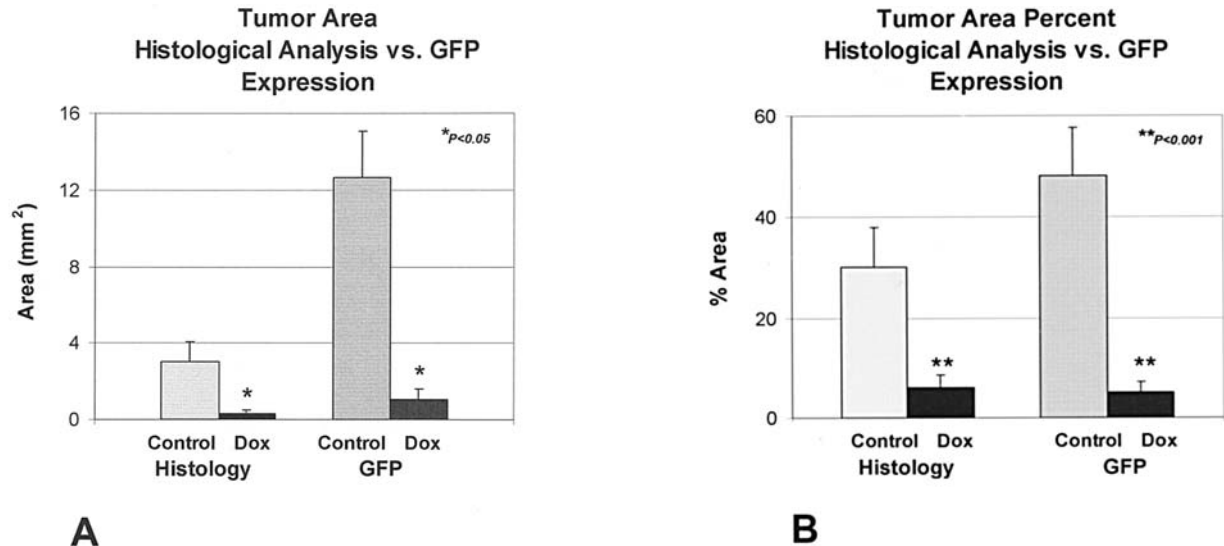 Tumor Area
Histological Analysis vs. GFP
Expression
16
12
8
4
0
Area (mm²)
*P<0.05
Control Dox Control Dox
Histology GFP
A
Tumor Area Percent
Histological Analysis vs. GFP
Expression
60
40
20
0
% Area
**P<0.001
Control Dox Control Dox
Histology GFP
B
* *
** **